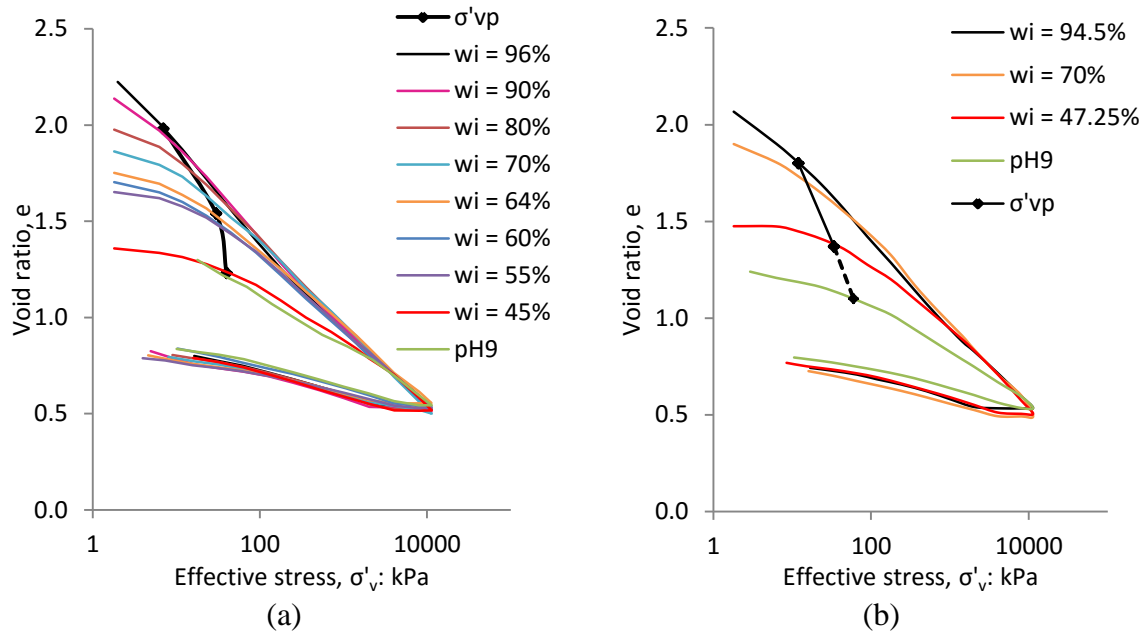 (a)
2.5
2.0
1.5
1.0
0.5
0.0
Void ratio, e
1
100
10000
Effective stress, σ'v: kPa
σ'vp
wi = 96%
wi = 90%
wi = 80%
wi = 70%
wi = 64%
wi = 60%
wi = 55%
wi = 45%
pH9
(a)
(b)
2.5
2.0
1.5
1.0
0.5
0.0
Void ratio, e
1
100
10000
Effective stress, σ'v: kPa
wi = 94.5%
wi = 70%
wi = 47.25%
pH9
σ'vp
(b)